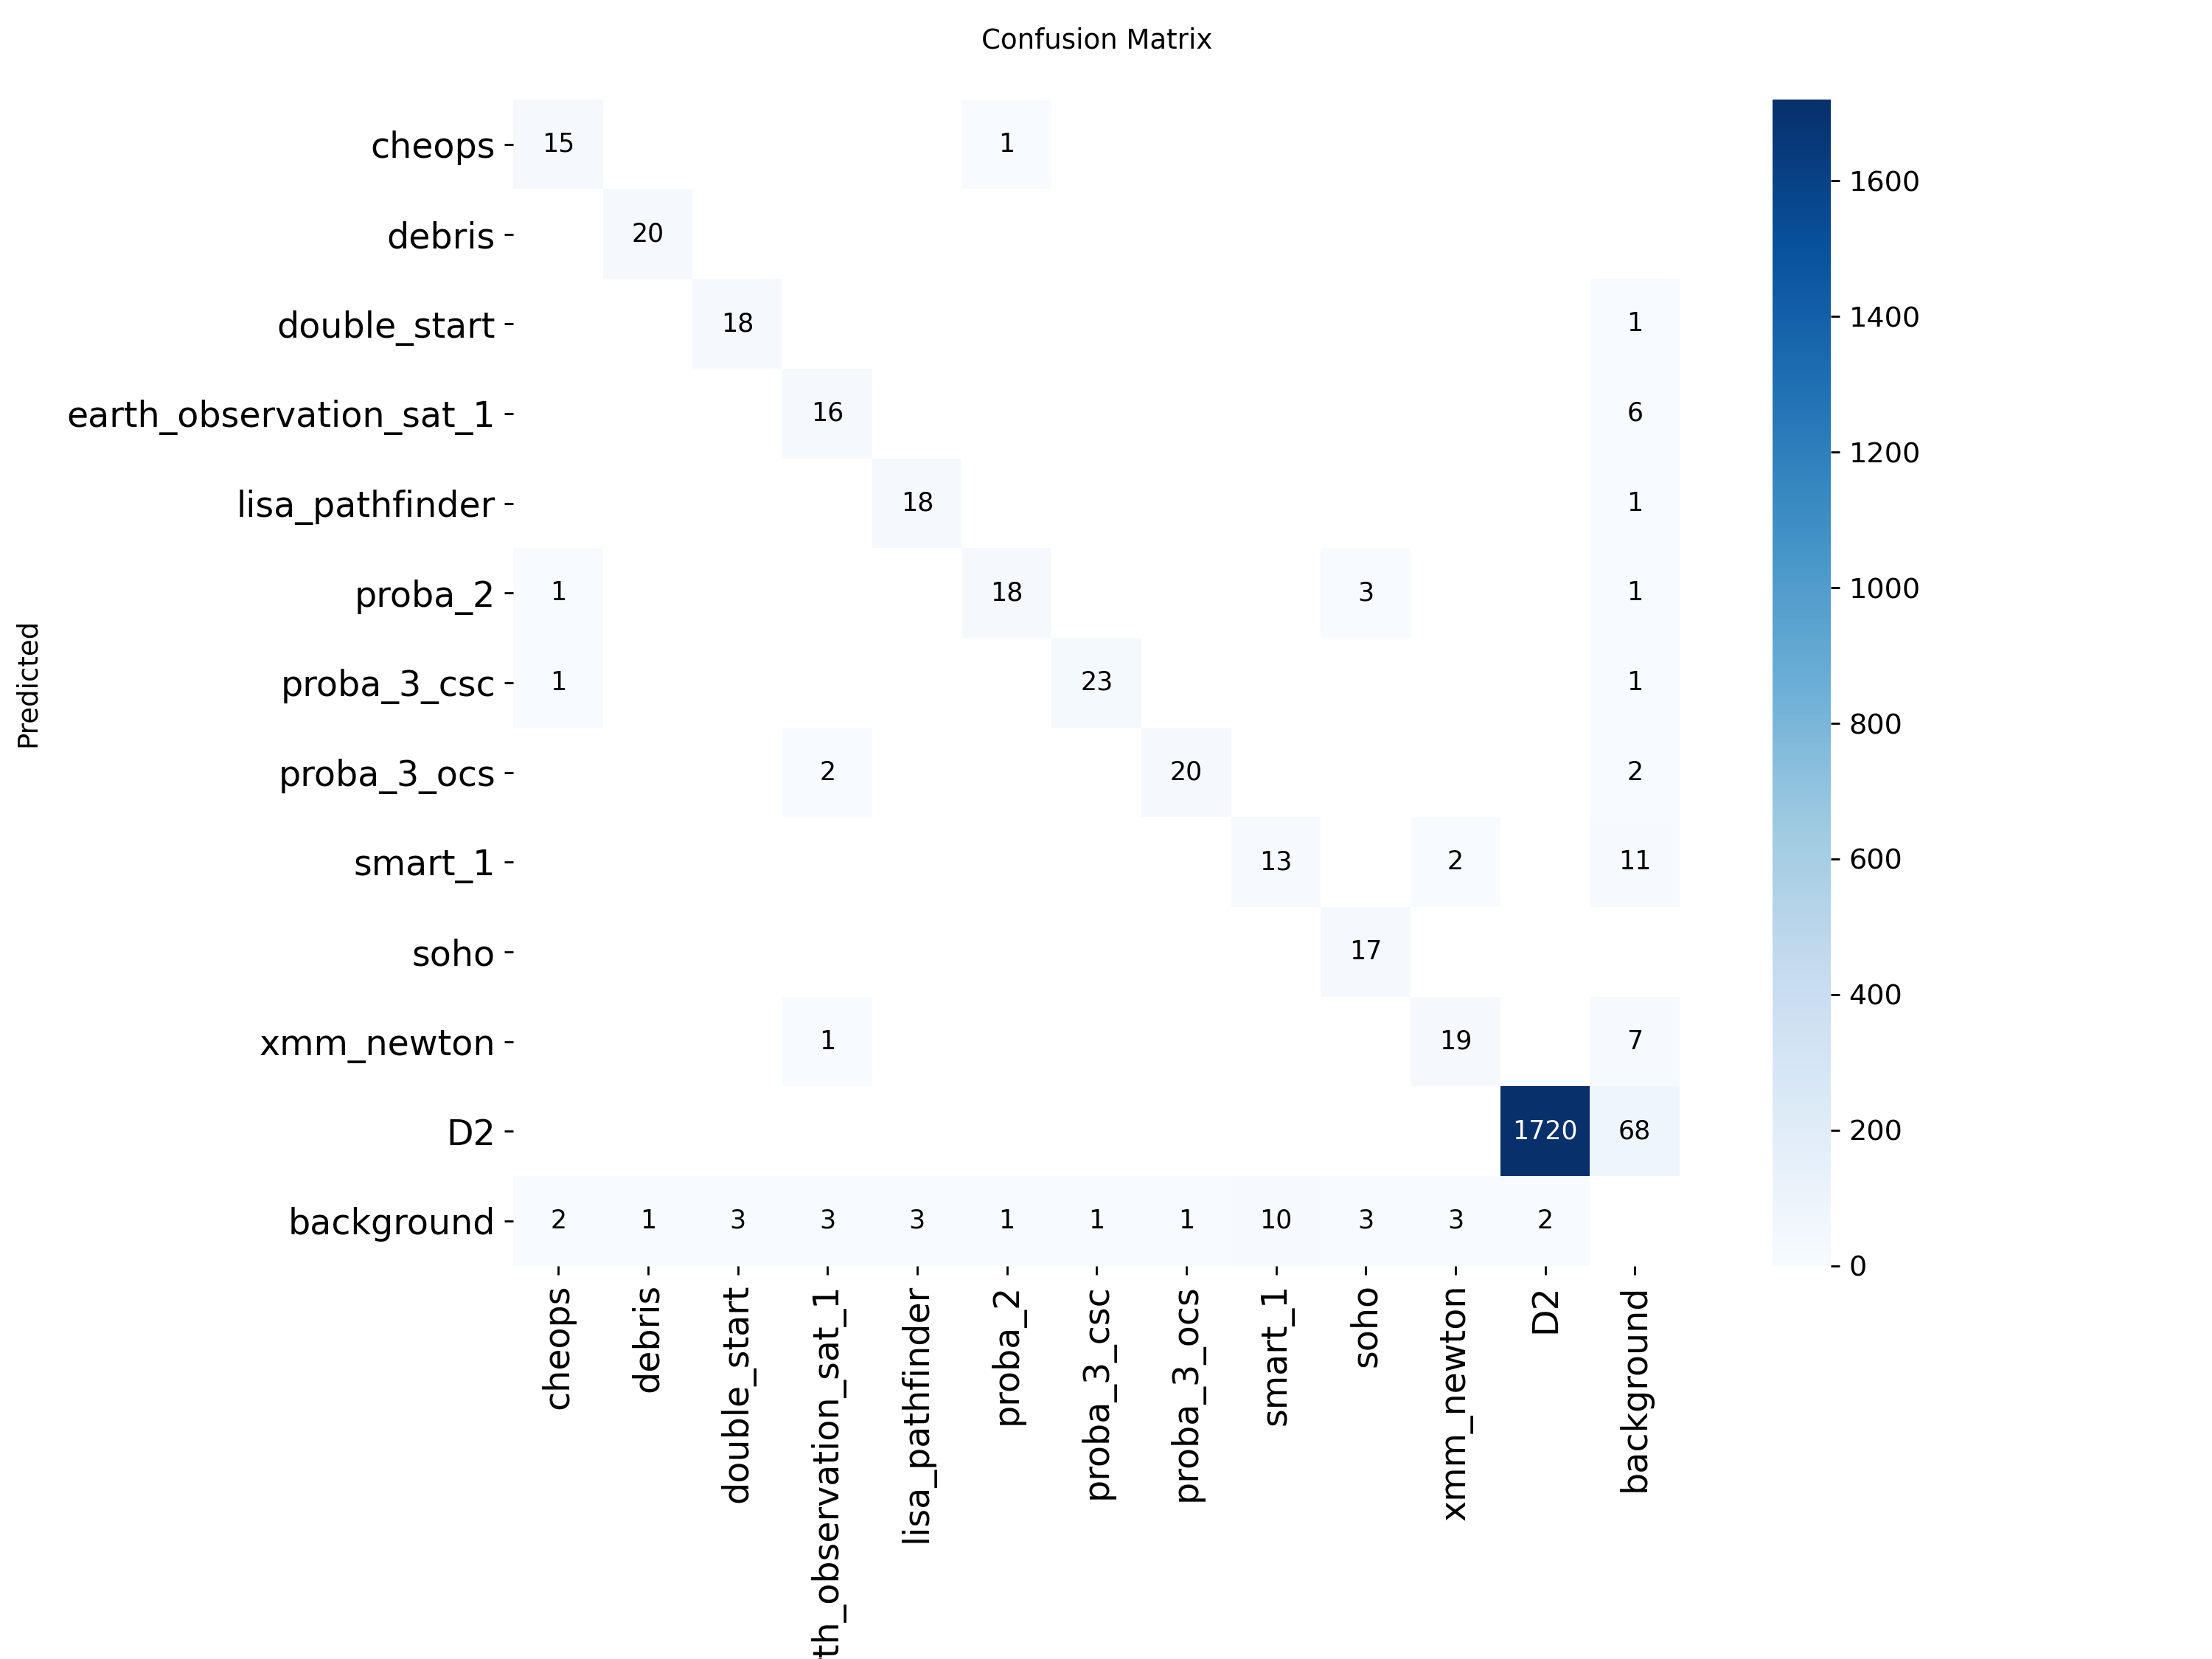 Confusion Matrix
cheops 15 1
debris 20
double_start 18 1
earth_observation_sat_1 16 6
lisa_pathfinder 18 1
proba_2 1 18 3 1
proba_3_csc 1 23 1
proba_3_ocs 2 20 2
smart_1 13 2 11
soho 17
xmm_newton 1 19 7
D2 1720 68
background 2 1 3 3 3 1 1 1 10 3 3 2
Predicted
cheops
debris
double_start
th_observation_sat_1
lisa_pathfinder
proba_2
proba_3_csc
proba_3_ocs
smart_1
soho
xmm_newton
D2
background
1600
1400
1200
1000
800
600
400
200
0